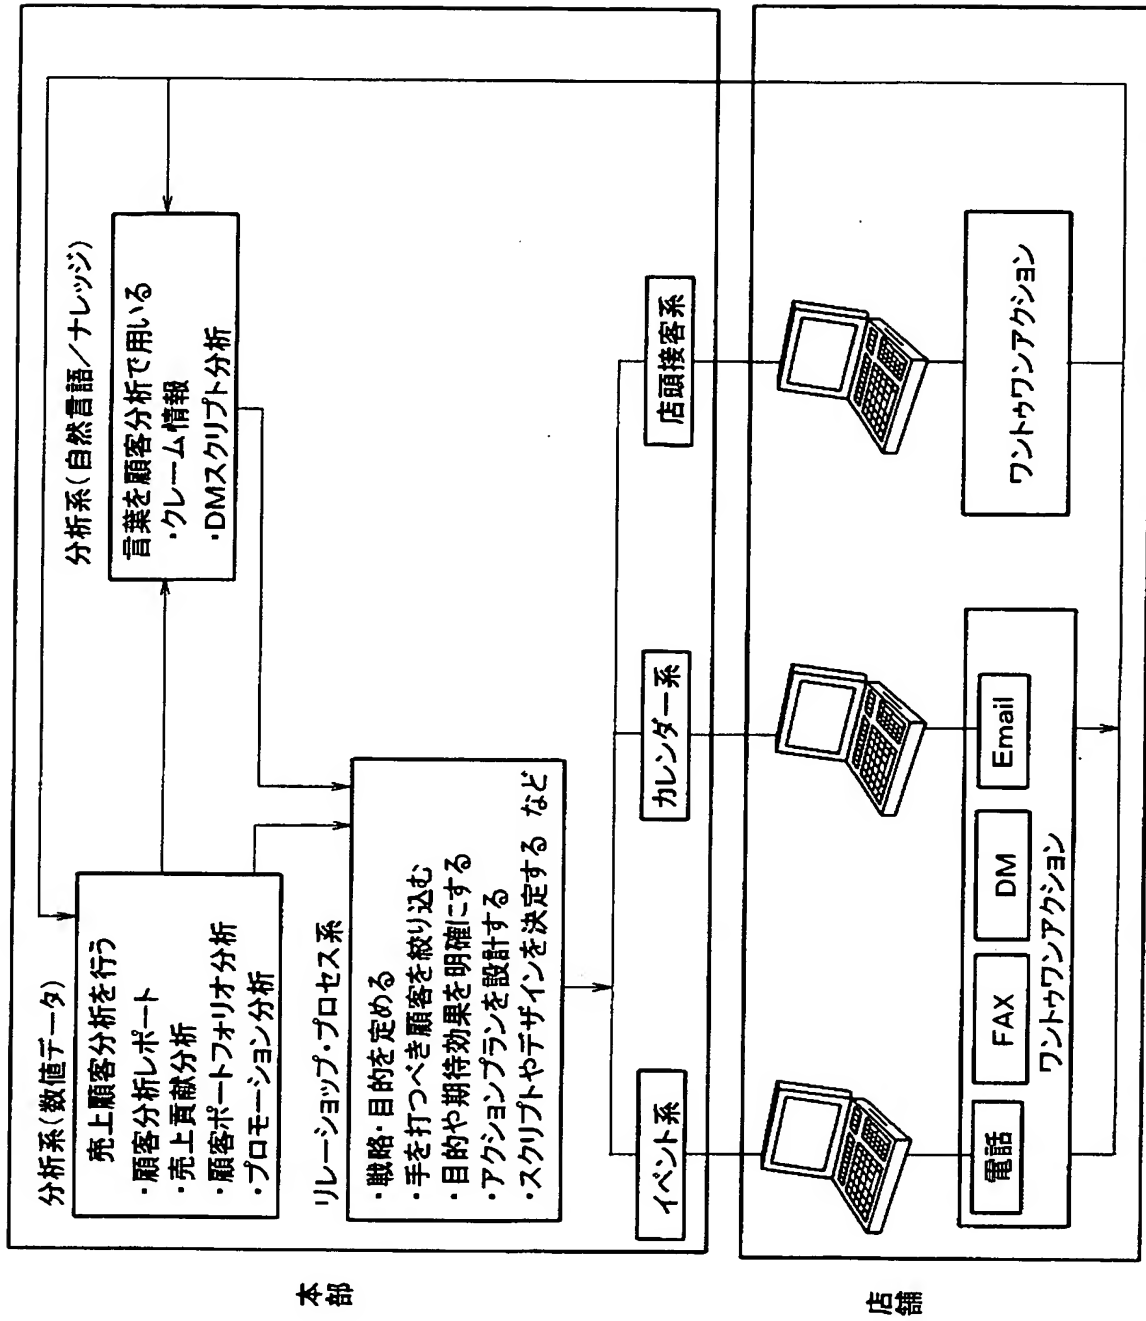 本部
分析系(数値データ)
売上顧客分析を行う
・顧客分析レポート
・売上貢献分析
・顧客ポートフォリオ分析
・プロモーション分析
分析系(自然言語/ナレッジ)
言葉を顧客分析で用いる
・クレーム情報
・DMスクリプト分析
リレーショップ・プロセス系
・戦略・目的を定める
・手を打つべき顧客を絞り込む
・目的や期待効果を明確にする
・アクションプランを設計する
・スクリプトやデザインを決定する など
イベント系
カレンダー系
店頭接客系
店舗
電話
FAX
DM
Email
ワントゥワンアクション
ワントゥワンアクション